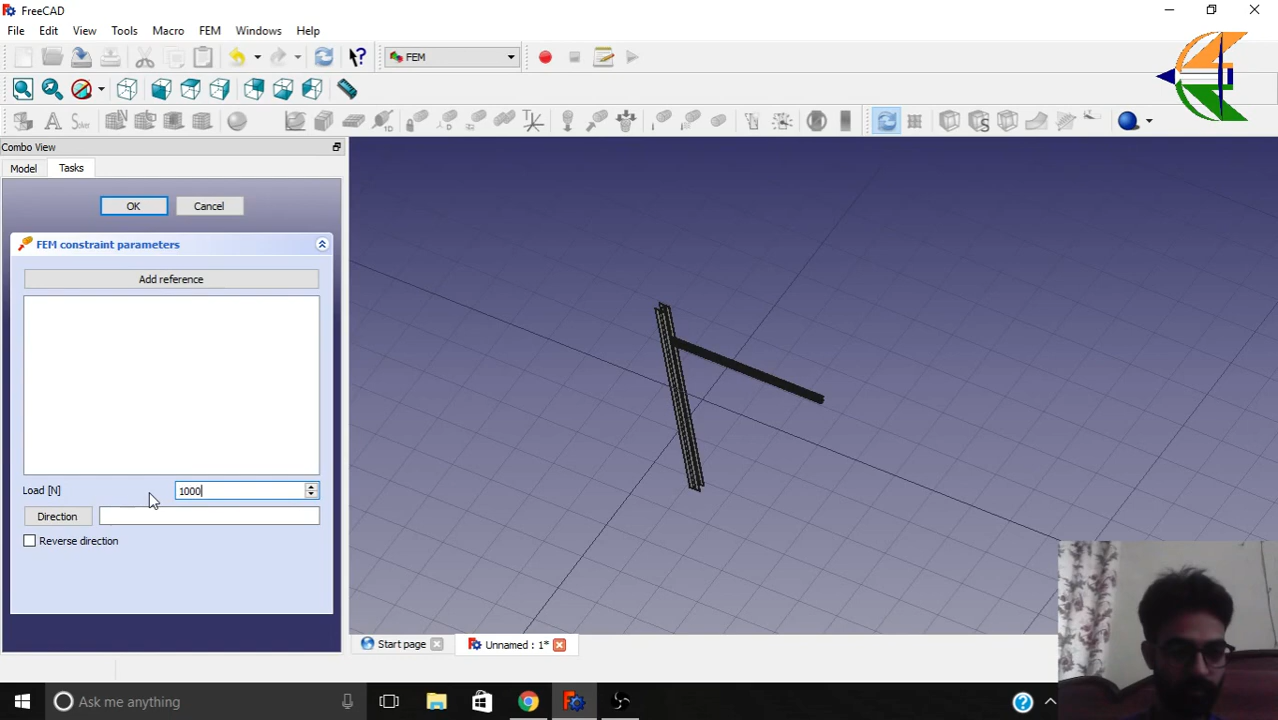 FreeCAD
File Edit View Tools Macro FEM Windows Help
FEM
Combo View
Model Tasks
OK Cancel
FEM constraint parameters
Add reference
Load [N] 1000
Direction
Reverse direction
Start page Unnamed : 1*
Ask me anything